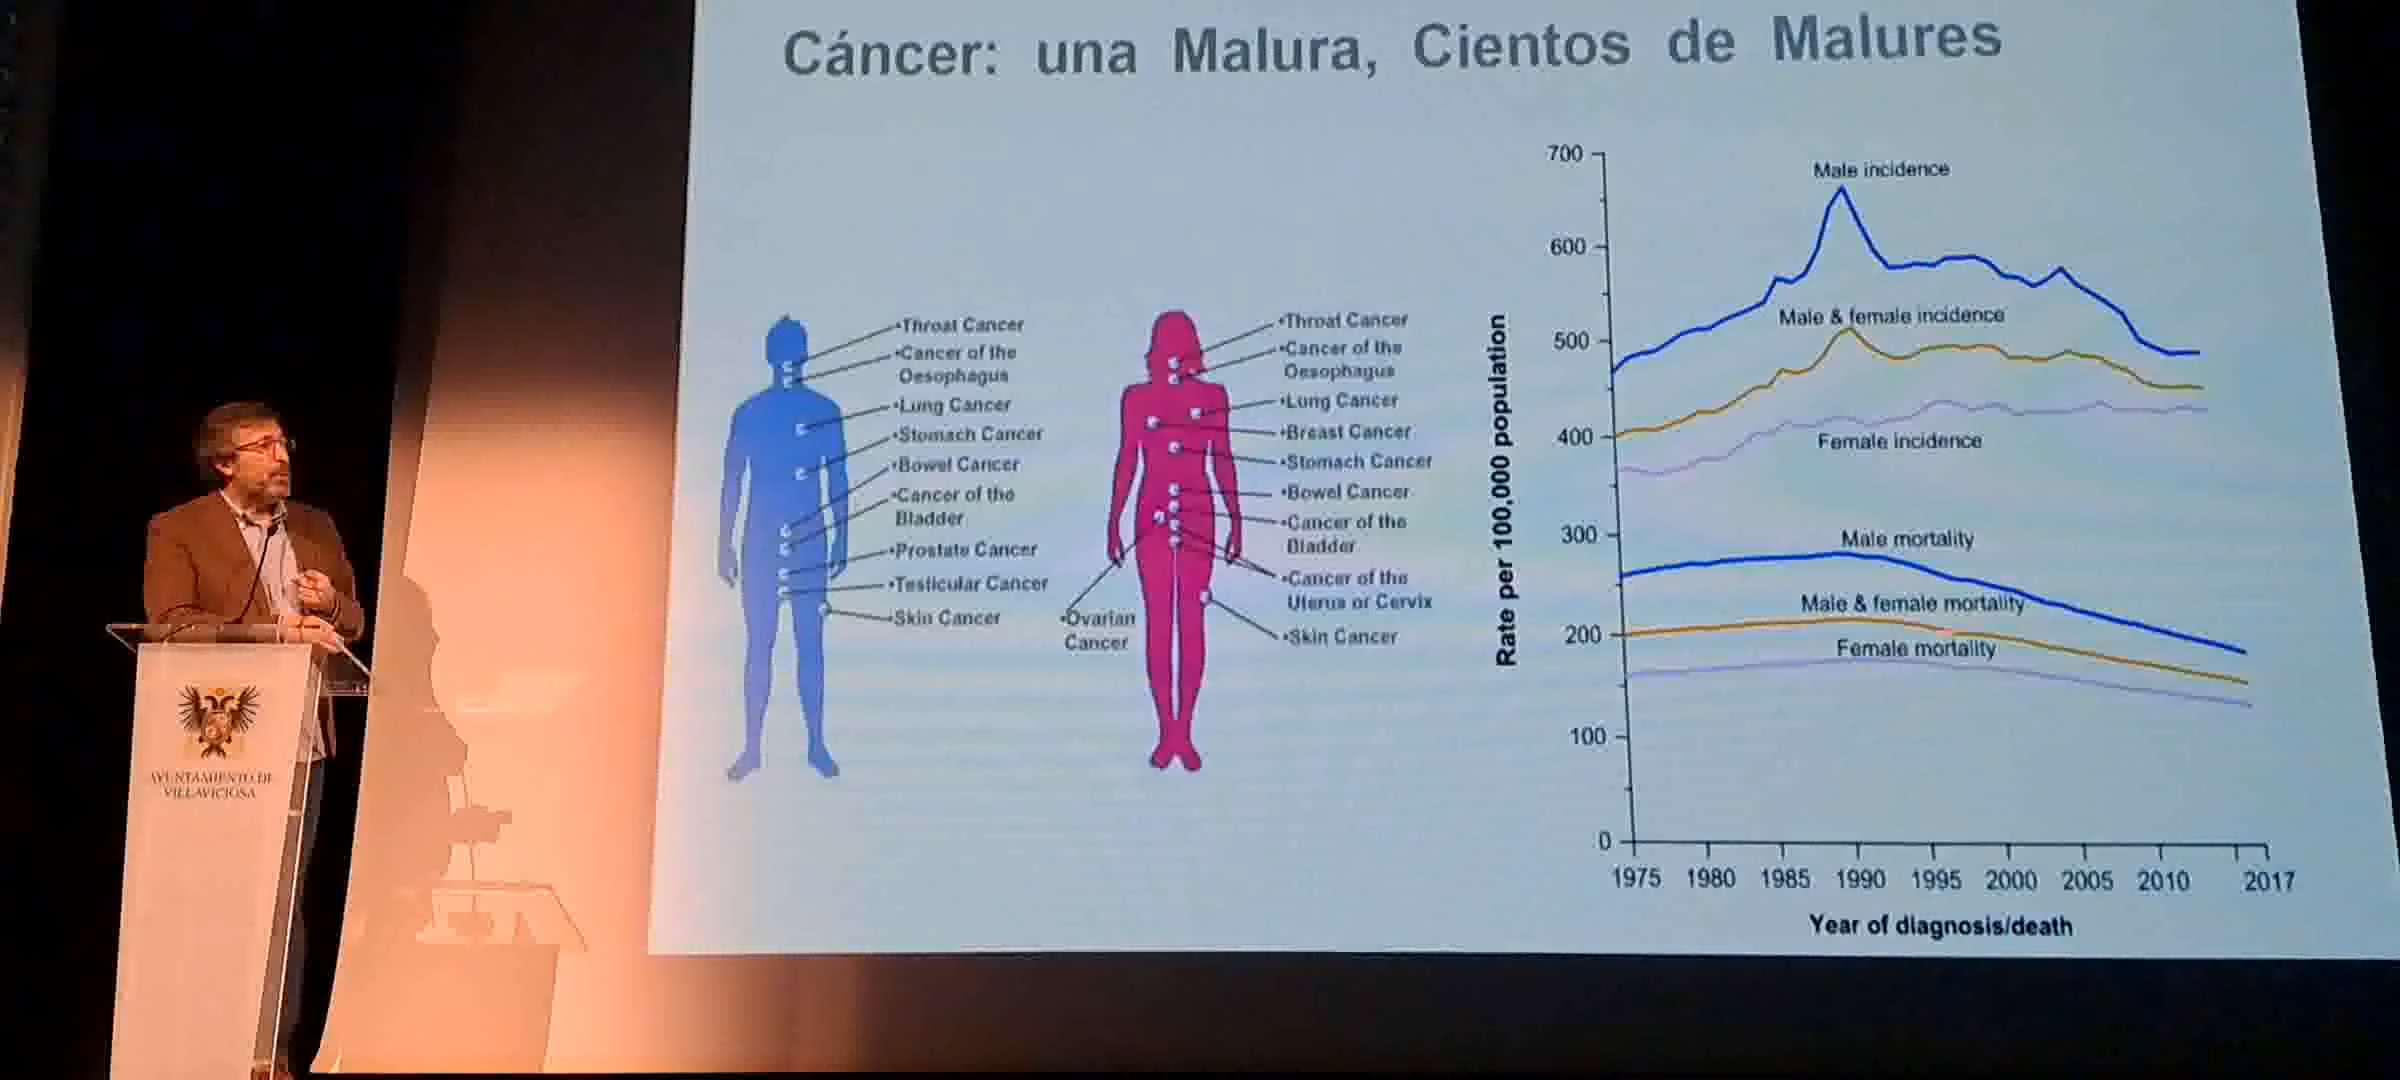 Cáncer: una Malura, Cientos de Malures
•Throat Cancer
•Cancer of the
Oesophagus
•Lung Cancer
•Stomach Cancer
•Bowel Cancer
•Cancer of the
Bladder
•Prostate Cancer
•Testicular Cancer
•Skin Cancer
•Throat Cancer
•Cancer of the
Oesophagus
•Lung Cancer
•Breast Cancer
•Stomach Cancer
•Bowel Cancer
•Cancer of the
Bladder
•Cancer of the
Uterus or Cervix
•Skin Cancer
•Ovarian
Cancer
Rate per 100,000 population
700
600
500
400
300
200
100
0
Male incidence
Male & female incidence
Female incidence
Male mortality
Male & female mortality
Female mortality
1975 1980 1985 1990 1995 2000 2005 2010 2017
Year of diagnosis/death
AYUNTAMIENTO DE
VILLAVICIOSA